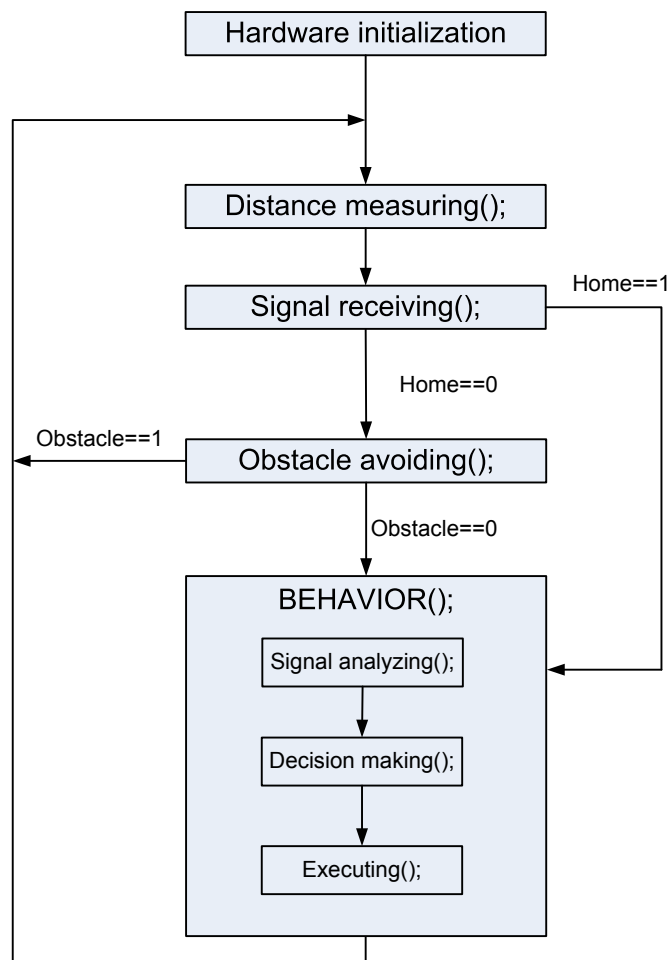 Hardware initialization
Distance measuring();
Home==1
Signal receiving();
Home==0
Obstacle==1
Obstacle avoiding();
Obstacle==0
BEHAVIOR();
Signal analyzing();
Decision making();
Executing();